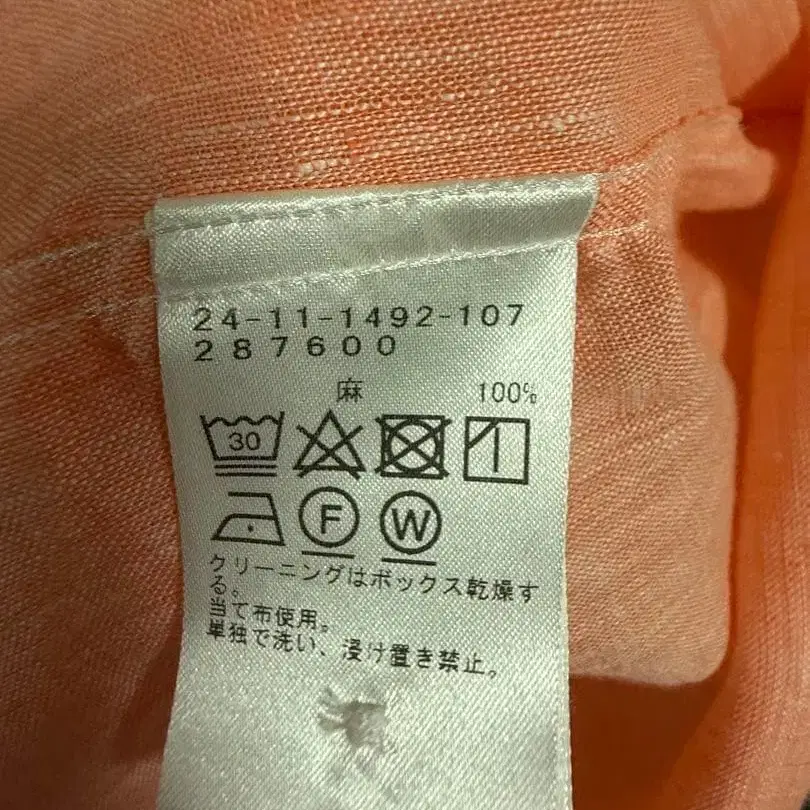 24-11-1492-107
287600
麻 100%
30
F W
クリーニングはボックス乾燥す
る。
当て布使用。
単独で洗い、浸け置き禁止。